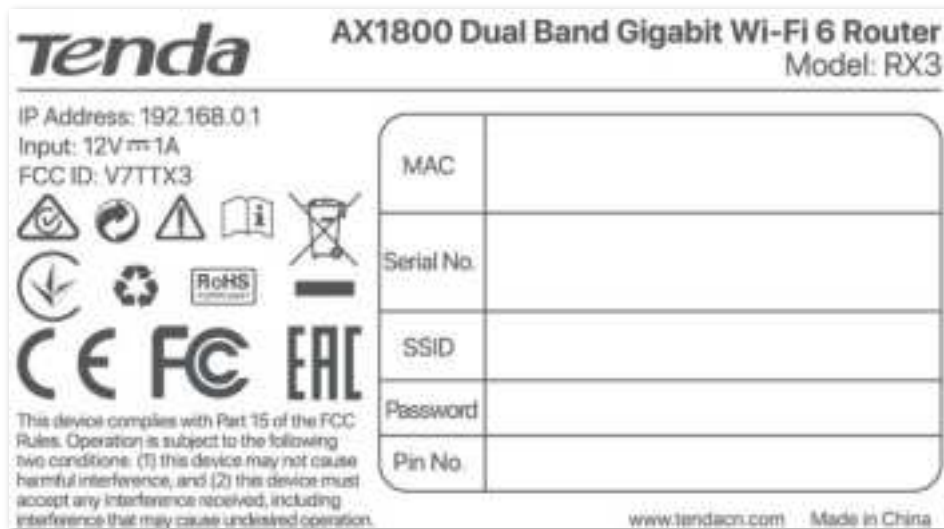 Tenda
AX1800 Dual Band Gigabit Wi-Fi 6 Router
Model: RX3
IP Address: 192.168.0.1
Input: 12V⎓1A
FCC ID: V7TTX3
RoHS
CE FC EAC
This device complies with Part 15 of the FCC
Rules. Operation is subject to the following
two conditions: (1) this device may not cause
harmful interference, and (2) this device must
accept any interference received, including
interference that may cause undesired operation.
MAC
Serial No.
SSID
Password
Pin No.
www.tendacn.com Made in China